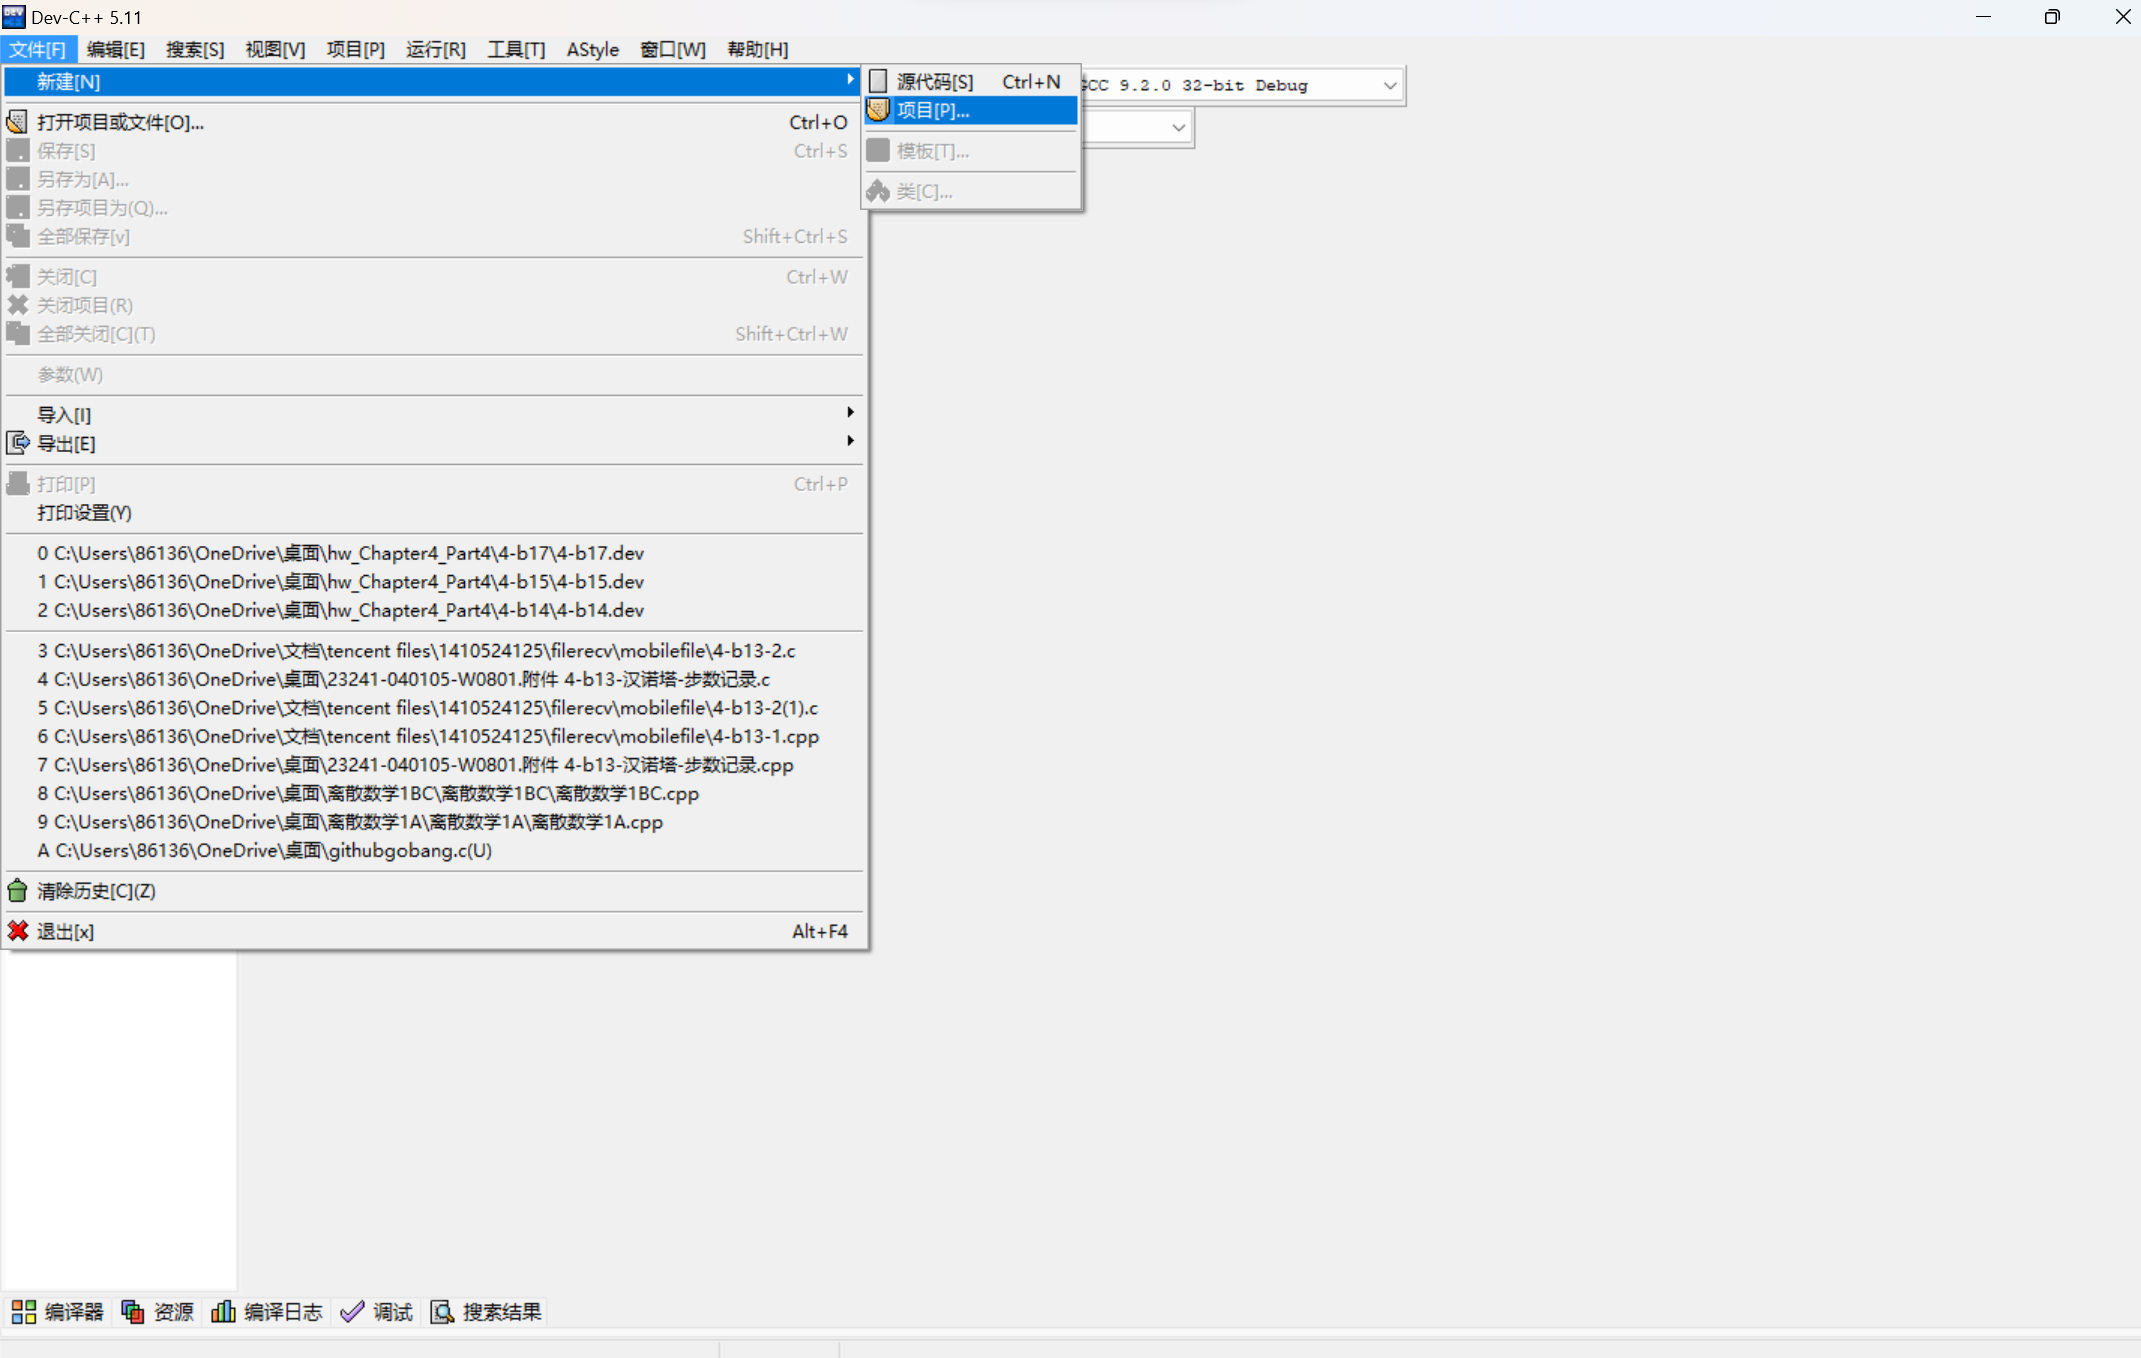 Dev-C++ 5.11
文件[F] 编辑[E] 搜索[S] 视图[V] 项目[P] 运行[R] 工具[T] AStyle 窗口[W] 帮助[H]
新建[N]
源代码[S] Ctrl+N
GCC 9.2.0 32-bit Debug
项目[P]...
打开项目或文件[O]... Ctrl+O
保存[S] Ctrl+S
模板[T]...
另存为[A]...
类[C]...
另存项目为(Q)...
全部保存[v] Shift+Ctrl+S
关闭[C] Ctrl+W
关闭项目(R)
全部关闭[C](T) Shift+Ctrl+W
参数(W)
导入[I]
导出[E]
打印[P] Ctrl+P
打印设置(Y)
0 C:\Users\86136\OneDrive\桌面\hw_Chapter4_Part4\4-b17\4-b17.dev
1 C:\Users\86136\OneDrive\桌面\hw_Chapter4_Part4\4-b15\4-b15.dev
2 C:\Users\86136\OneDrive\桌面\hw_Chapter4_Part4\4-b14\4-b14.dev
3 C:\Users\86136\OneDrive\文档\tencent files\1410524125\filerecv\mobilefile\4-b13-2.c
4 C:\Users\86136\OneDrive\桌面\23241-040105-W0801.附件 4-b13-汉诺塔-步数记录.c
5 C:\Users\86136\OneDrive\文档\tencent files\1410524125\filerecv\mobilefile\4-b13-2(1).c
6 C:\Users\86136\OneDrive\文档\tencent files\1410524125\filerecv\mobilefile\4-b13-1.cpp
7 C:\Users\86136\OneDrive\桌面\23241-040105-W0801.附件 4-b13-汉诺塔-步数记录.cpp
8 C:\Users\86136\OneDrive\桌面\离散数学1BC\离散数学1BC\离散数学1BC.cpp
9 C:\Users\86136\OneDrive\桌面\离散数学1A\离散数学1A\离散数学1A.cpp
A C:\Users\86136\OneDrive\桌面\githubgobang.c(U)
清除历史[C](Z)
退出[x] Alt+F4
编译器 资源 编译日志 调试 搜索结果